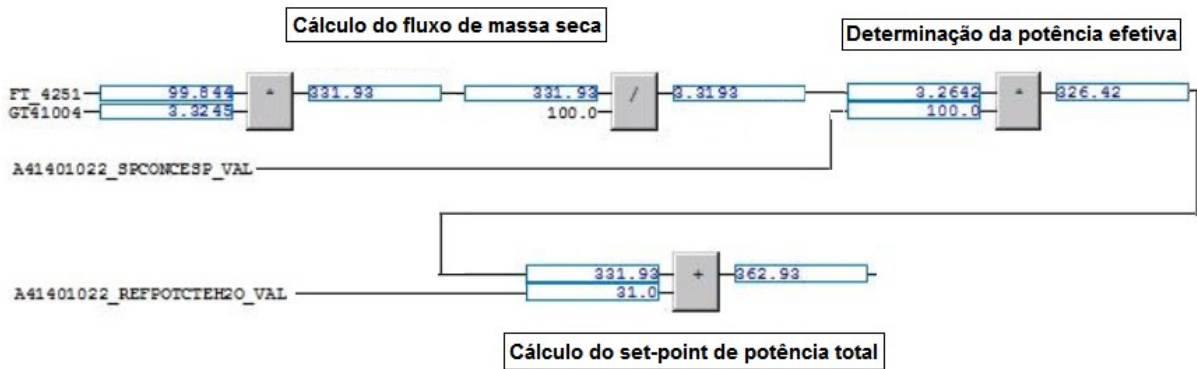 Cálculo do fluxo de massa seca
Determinação da potência efetiva
FT_4251 99.844 * 331.93 331.93 / 3.3193 3.2642 * 326.42
GT41004 3.3245 100.0 100.0
A41401022_SPCONCESP_VAL
331.93 + 362.93
A41401022_REFPOTCTEH2O_VAL 31.0
Cálculo do set-point de potência total